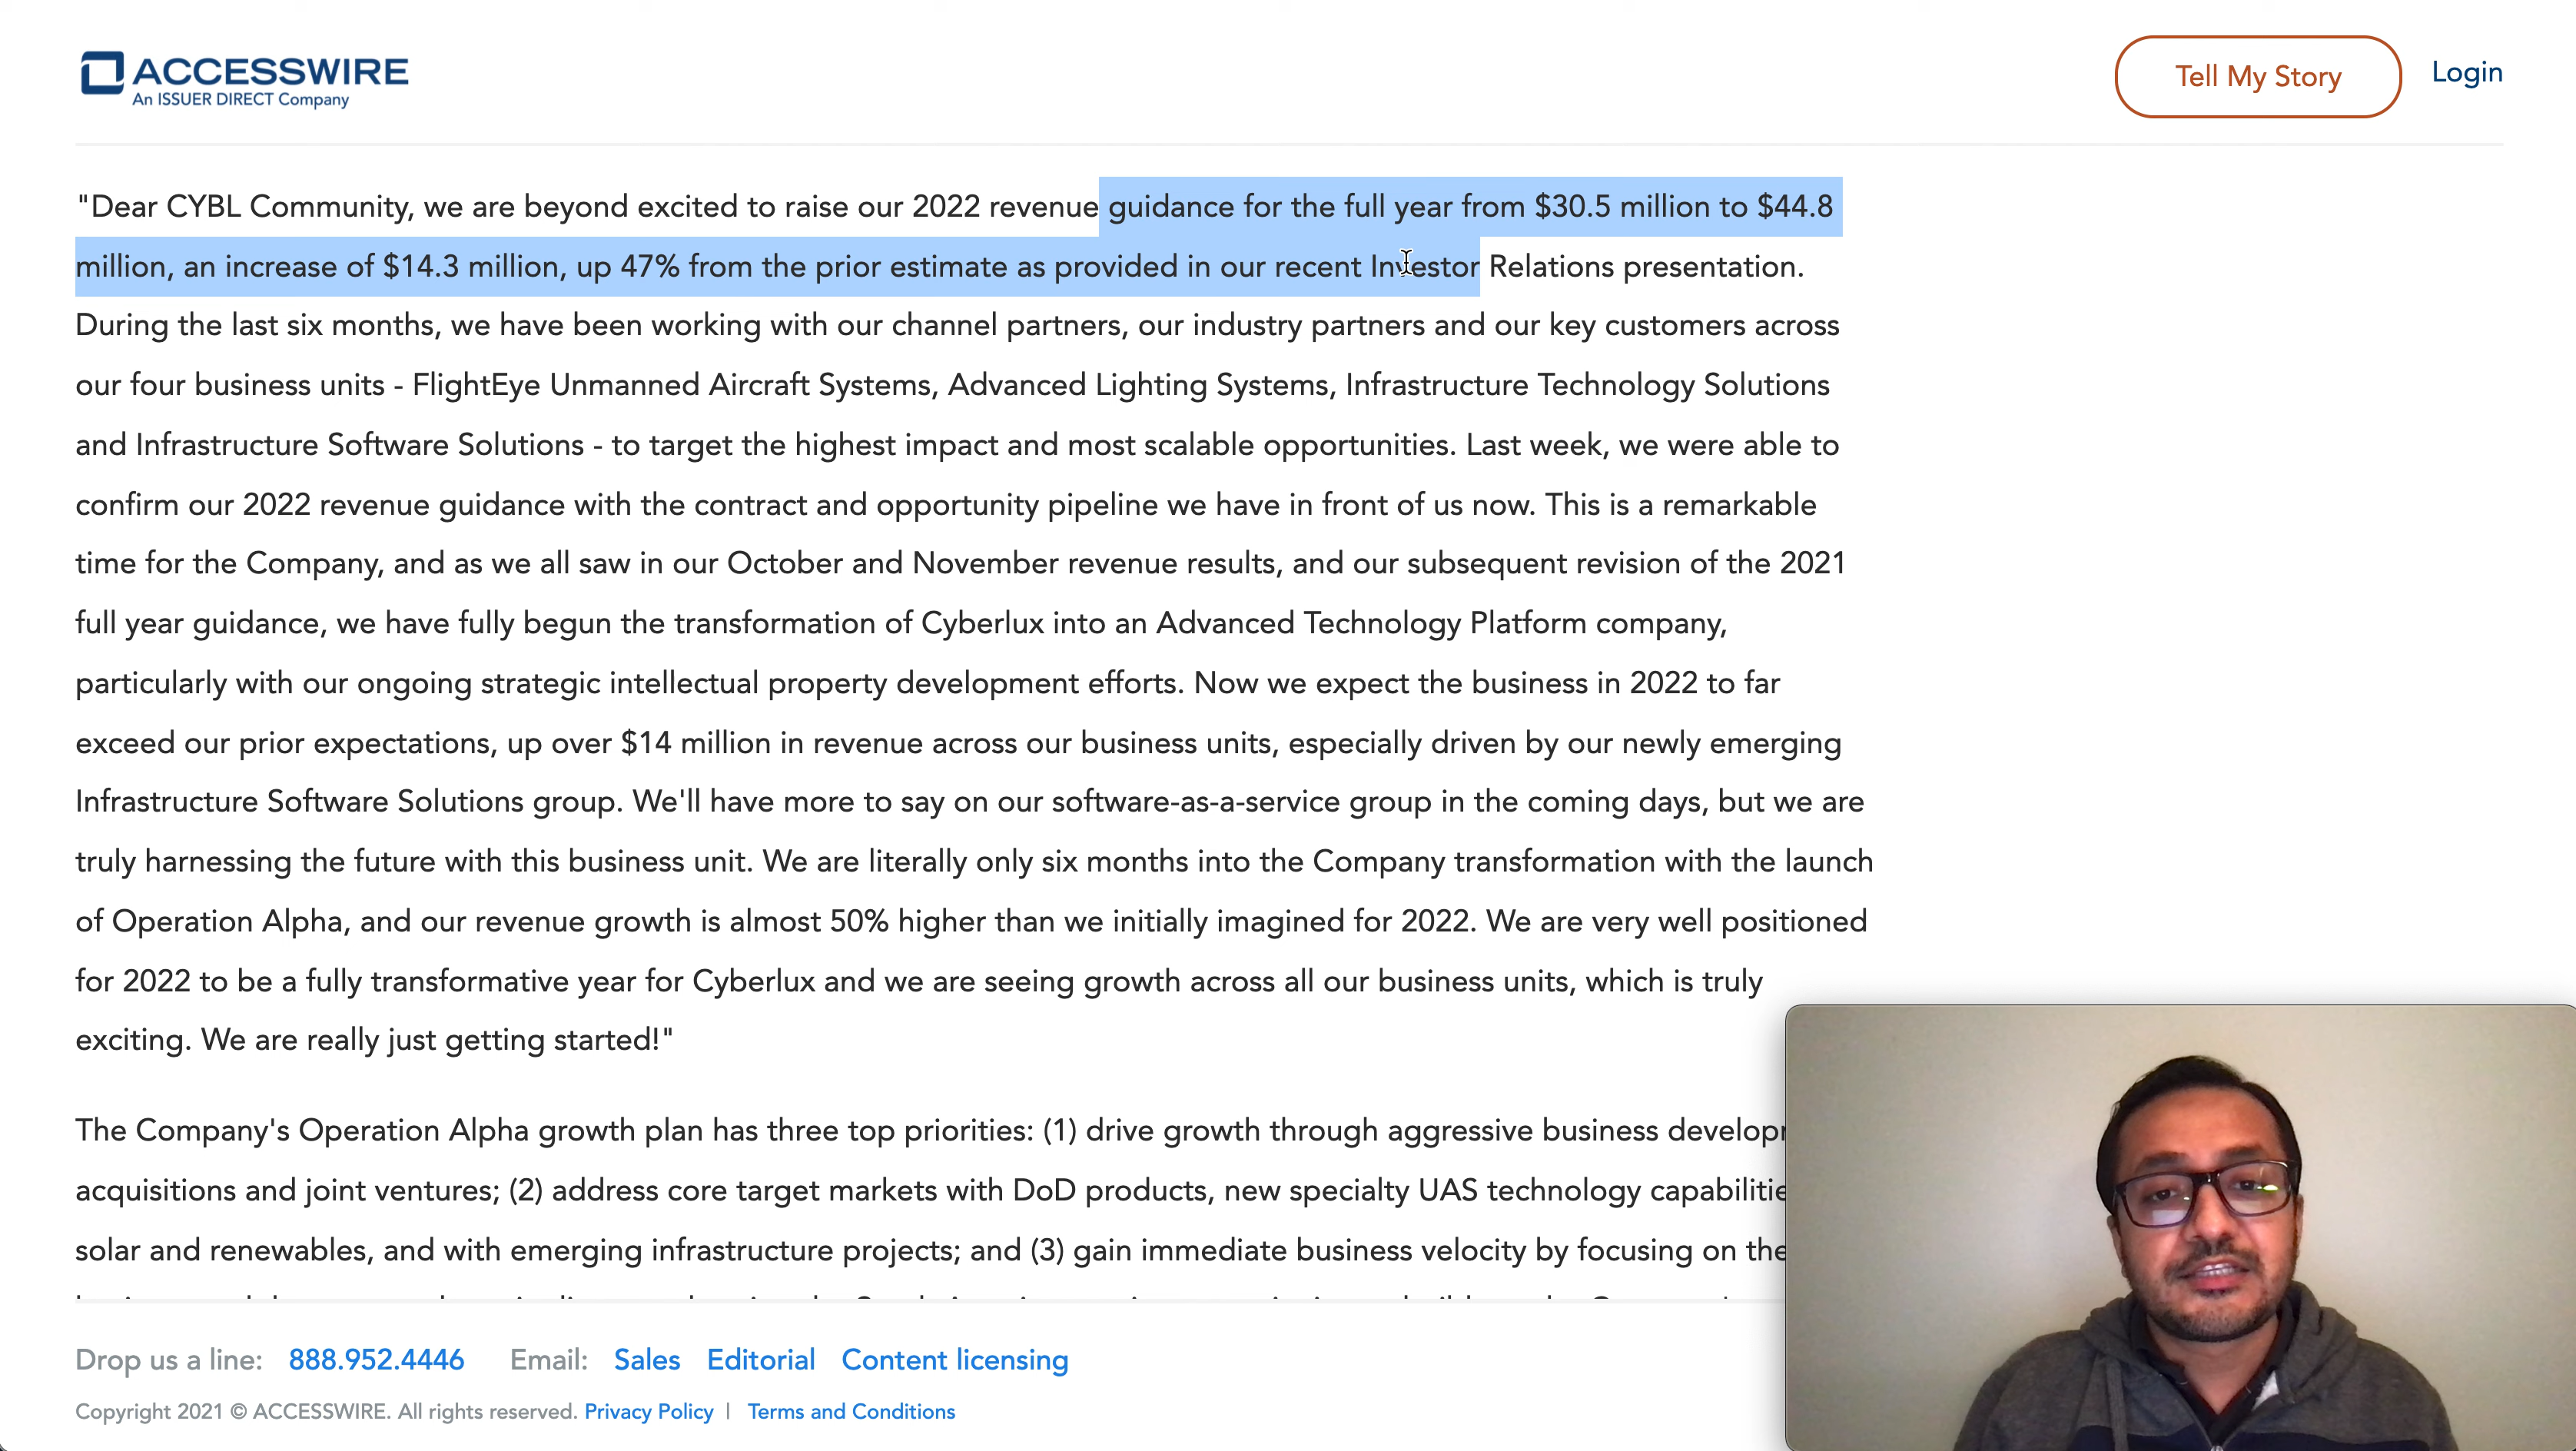 ACCESSWIRE
An ISSUER DIRECT Company
Tell My Story
Login
"Dear CYBL Community, we are beyond excited to raise our 2022 revenue guidance for the full year from $30.5 million to $44.8
million, an increase of $14.3 million, up 47% from the prior estimate as provided in our recent Investor Relations presentation.
During the last six months, we have been working with our channel partners, our industry partners and our key customers across
our four business units - FlightEye Unmanned Aircraft Systems, Advanced Lighting Systems, Infrastructure Technology Solutions
and Infrastructure Software Solutions - to target the highest impact and most scalable opportunities. Last week, we were able to
confirm our 2022 revenue guidance with the contract and opportunity pipeline we have in front of us now. This is a remarkable
time for the Company, and as we all saw in our October and November revenue results, and our subsequent revision of the 2021
full year guidance, we have fully begun the transformation of Cyberlux into an Advanced Technology Platform company,
particularly with our ongoing strategic intellectual property development efforts. Now we expect the business in 2022 to far
exceed our prior expectations, up over $14 million in revenue across our business units, especially driven by our newly emerging
Infrastructure Software Solutions group. We'll have more to say on our software-as-a-service group in the coming days, but we are
truly harnessing the future with this business unit. We are literally only six months into the Company transformation with the launch
of Operation Alpha, and our revenue growth is almost 50% higher than we initially imagined for 2022. We are very well positioned
for 2022 to be a fully transformative year for Cyberlux and we are seeing growth across all our business units, which is truly
exciting. We are really just getting started!"
The Company's Operation Alpha growth plan has three top priorities: (1) drive growth through aggressive business developm
acquisitions and joint ventures; (2) address core target markets with DoD products, new specialty UAS technology capabilitie
solar and renewables, and with emerging infrastructure projects; and (3) gain immediate business velocity by focusing on the
Drop us a line: 888.952.4446 Email: Sales Editorial Content licensing
Copyright 2021 © ACCESSWIRE. All rights reserved. Privacy Policy | Terms and Conditions